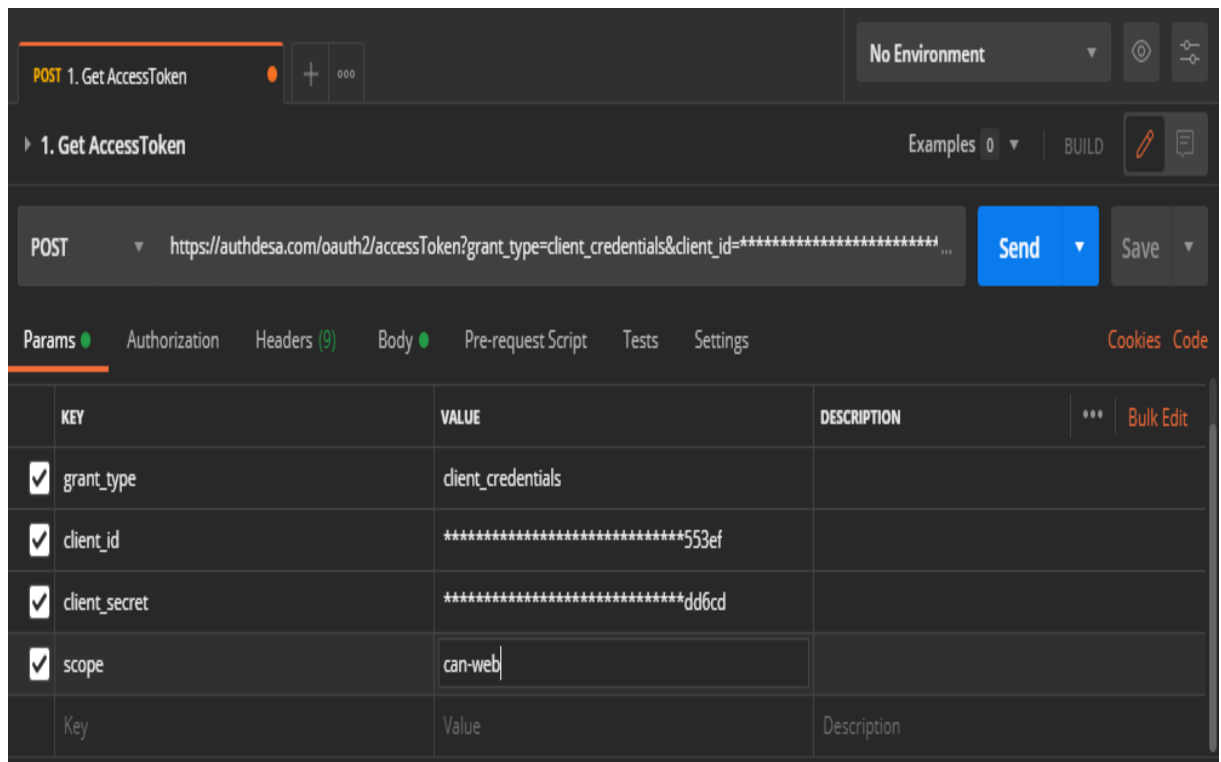 No Environment
POST 1. Get AccessToken
1. Get AccessToken
Examples 0 BUILD
POST https://authdesa.com/oauth2/accessToken?grant_type=client_credentials&client_id=************************* ... Send Save
Params Authorization Headers (9) Body Pre-request Script Tests Settings Cookies Code
KEY VALUE DESCRIPTION ••• Bulk Edit
grant_type client_credentials
client_id ******************************553ef
client_secret ******************************dd6cd
scope can-web
Key Value Description